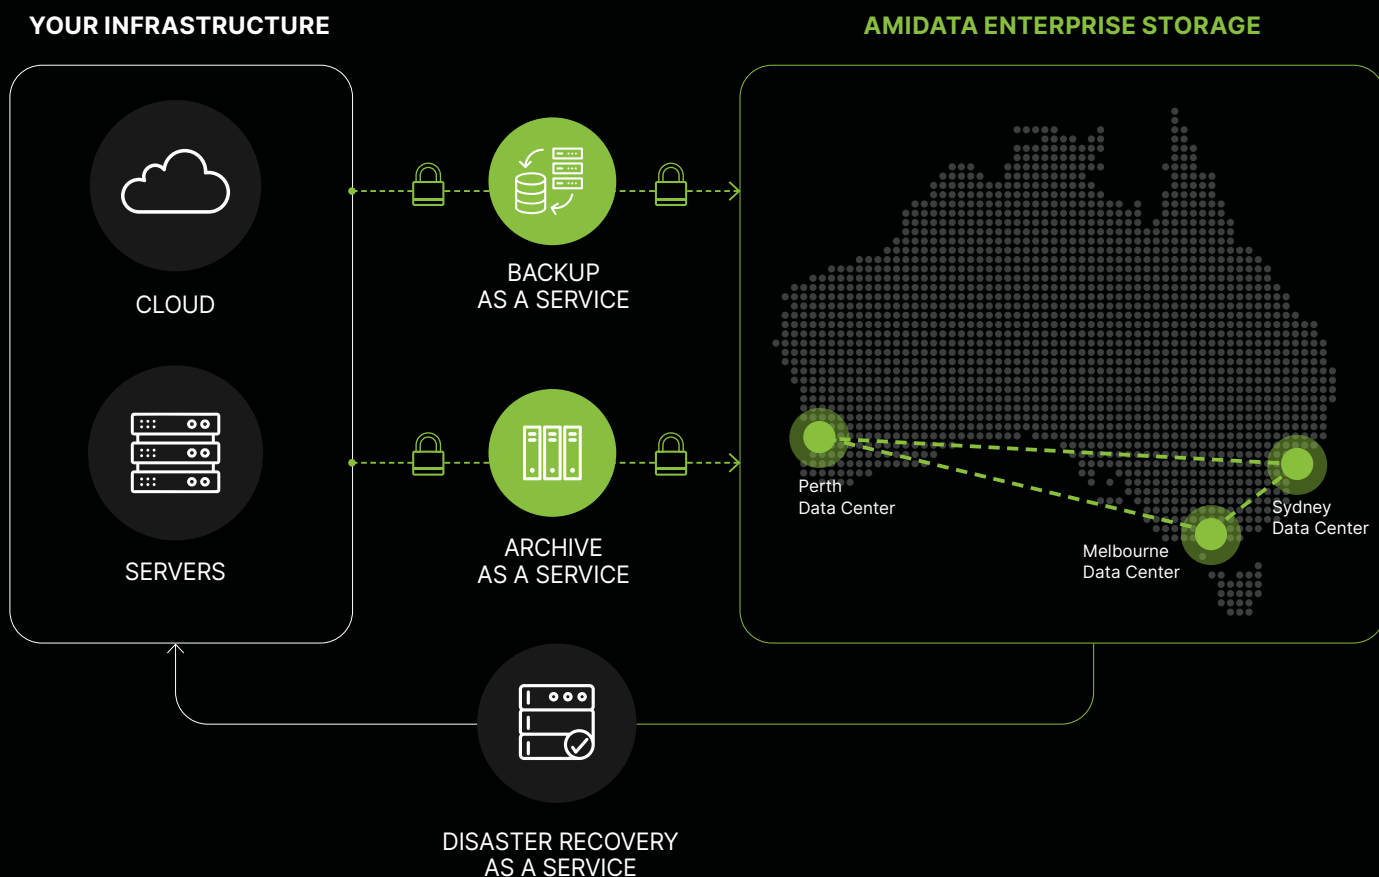 YOUR INFRASTRUCTURE
AMIDATA ENTERPRISE STORAGE
CLOUD
SERVERS
BACKUP
AS A SERVICE
ARCHIVE
AS A SERVICE
Perth
Data Center
Melbourne
Data Center
Sydney
Data Center
DISASTER RECOVERY
AS A SERVICE